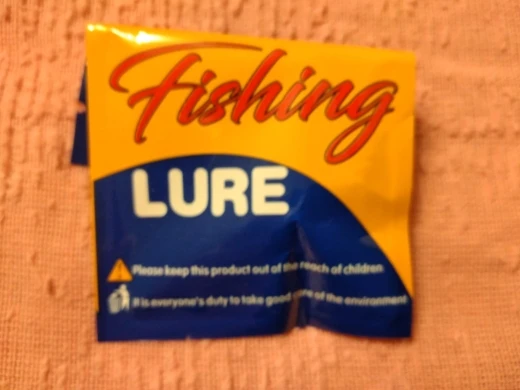 Fishing
LURE
Please keep this product out of the reach of children
It is everyone's duty to take good care of the environment